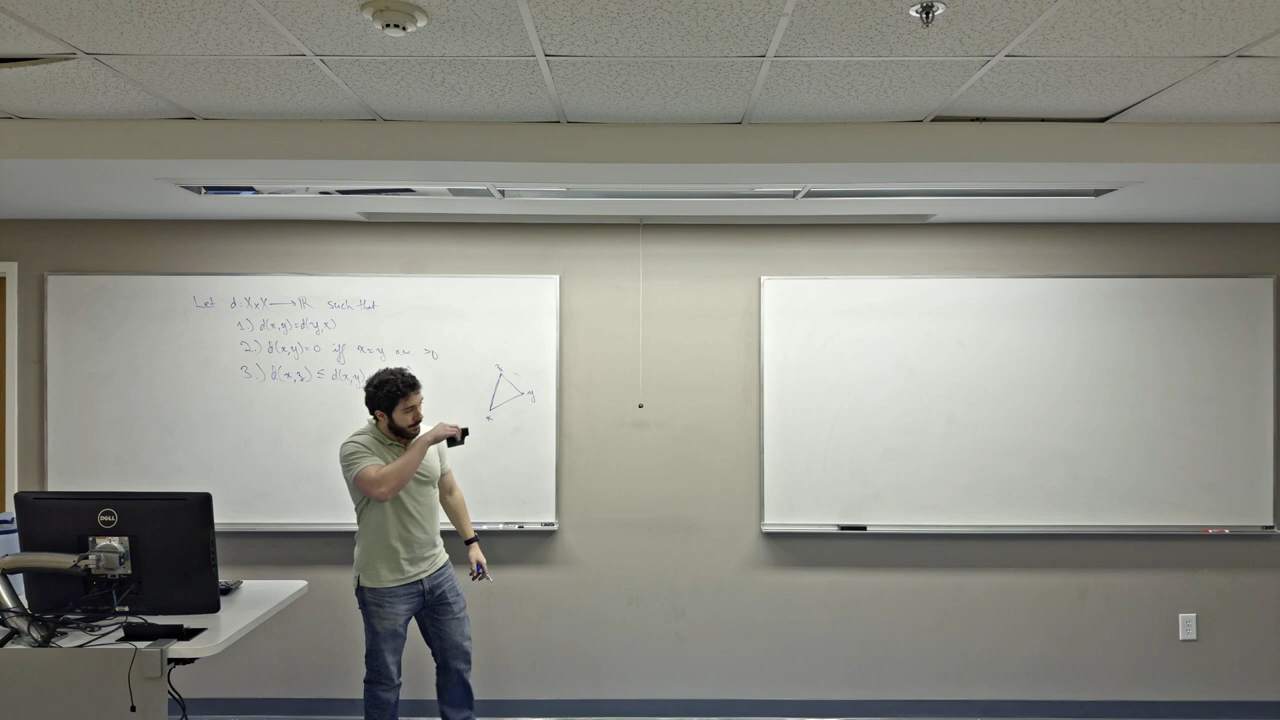 Let d: X×X ⟶ ℝ such that
1.) d(x,y)=d(y,x)
2.) d(x,y)=0 iff x=y o.w >0
3.) d(x,z) ≤ d(x,y)
z
y
x
DELL